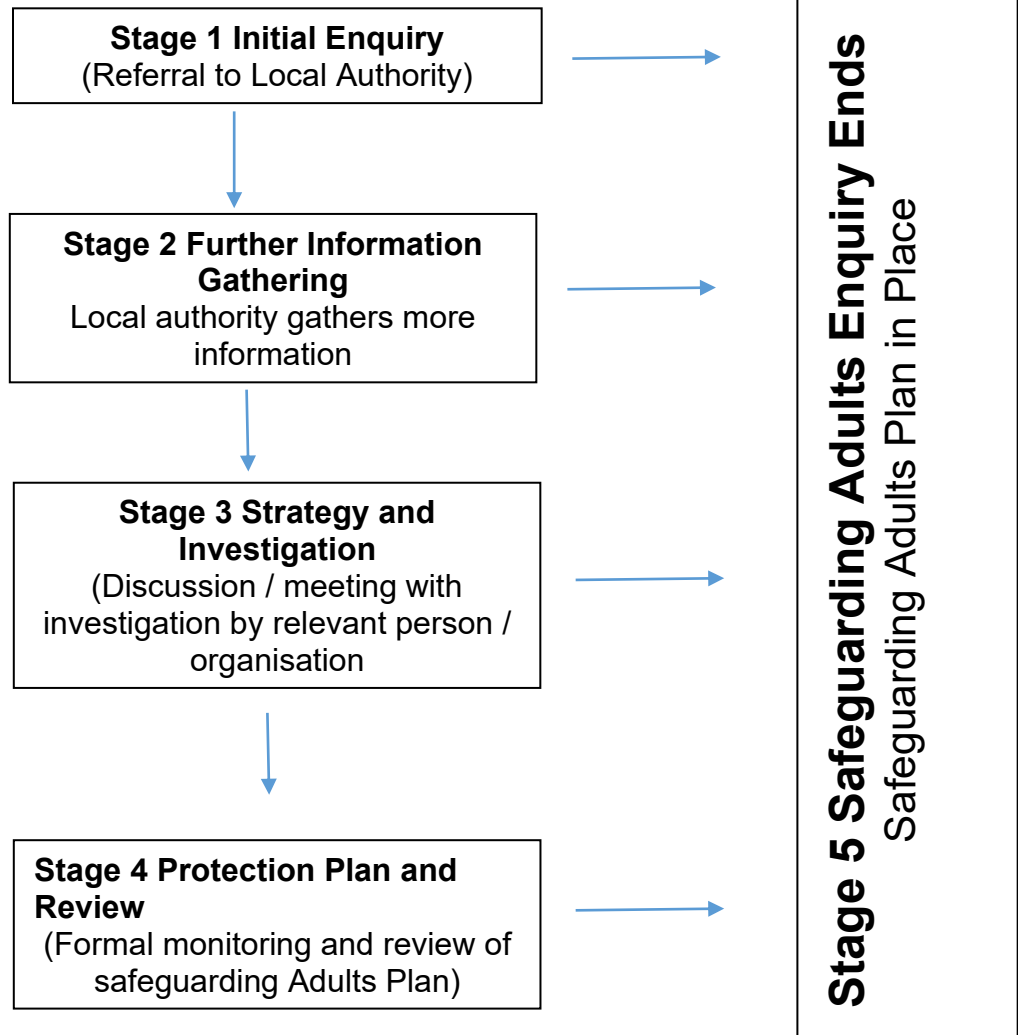 Stage 1 Initial Enquiry
(Referral to Local Authority)
Stage 2 Further Information
Gathering
Local authority gathers more
information
Stage 3 Strategy and
Investigation
(Discussion / meeting with
investigation by relevant person /
organisation
Stage 4 Protection Plan and
Review
(Formal monitoring and review of
safeguarding Adults Plan)
Stage 5 Safeguarding Adults Enquiry Ends
Safeguarding Adults Plan in Place